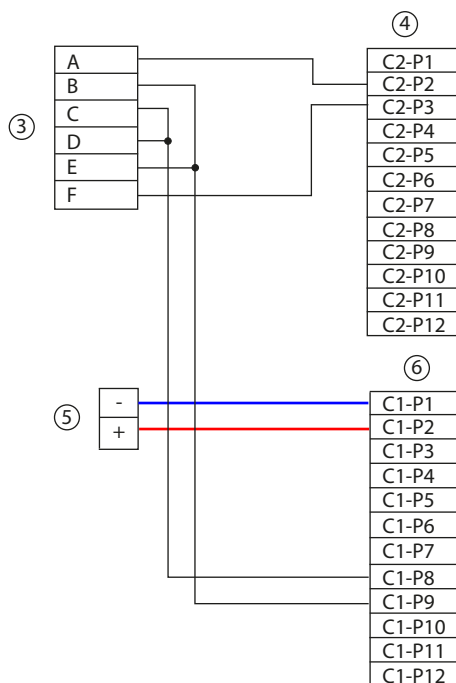 ③
A
B
C
D
E
F
④
C2-P1
C2-P2
C2-P3
C2-P4
C2-P5
C2-P6
C2-P7
C2-P8
C2-P9
C2-P10
C2-P11
C2-P12
⑤
-
+
⑥
C1-P1
C1-P2
C1-P3
C1-P4
C1-P5
C1-P6
C1-P7
C1-P8
C1-P9
C1-P10
C1-P11
C1-P12